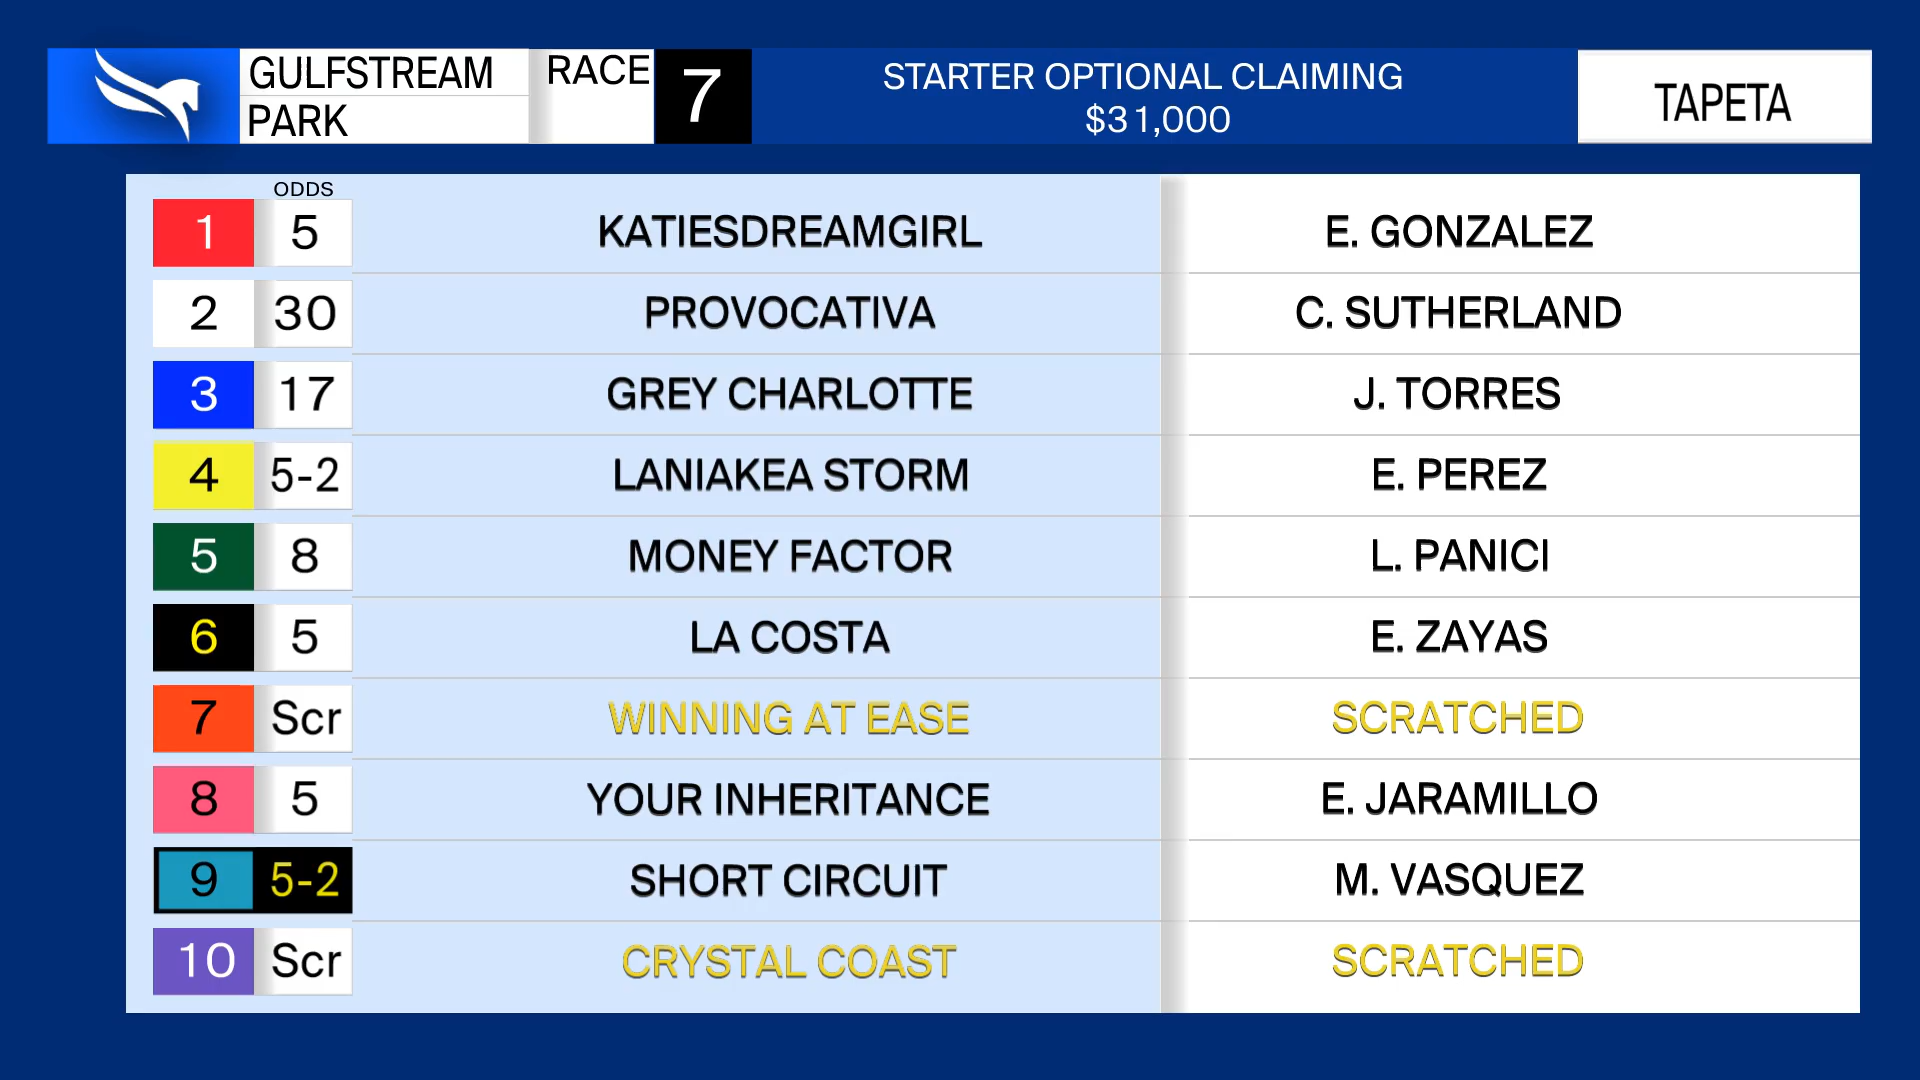 GULFSTREAM
PARK
RACE
7
STARTER OPTIONAL CLAIMING
$31,000
TAPETA
ODDS
1 5 KATIESDREAMGIRL E. GONZALEZ
2 30 PROVOCATIVA C. SUTHERLAND
3 17 GREY CHARLOTTE J. TORRES
4 5-2 LANIAKEA STORM E. PEREZ
5 8 MONEY FACTOR L. PANICI
6 5 LA COSTA E. ZAYAS
7 Scr WINNING AT EASE SCRATCHED
8 5 YOUR INHERITANCE E. JARAMILLO
9 5-2 SHORT CIRCUIT M. VASQUEZ
10 Scr CRYSTAL COAST SCRATCHED